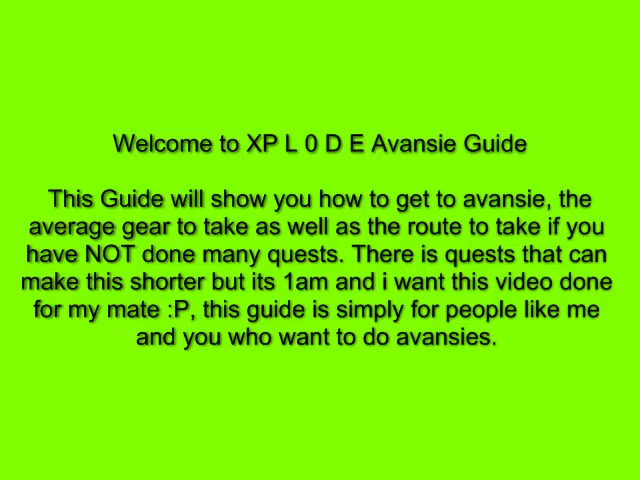 Welcome to XP L 0 D E Avansie Guide
This Guide will show you how to get to avansie, the
average gear to take as well as the route to take if you
have NOT done many quests. There is quests that can
make this shorter but its 1am and i want this video done
for my mate :P, this guide is simply for people like me
and you who want to do avansies.